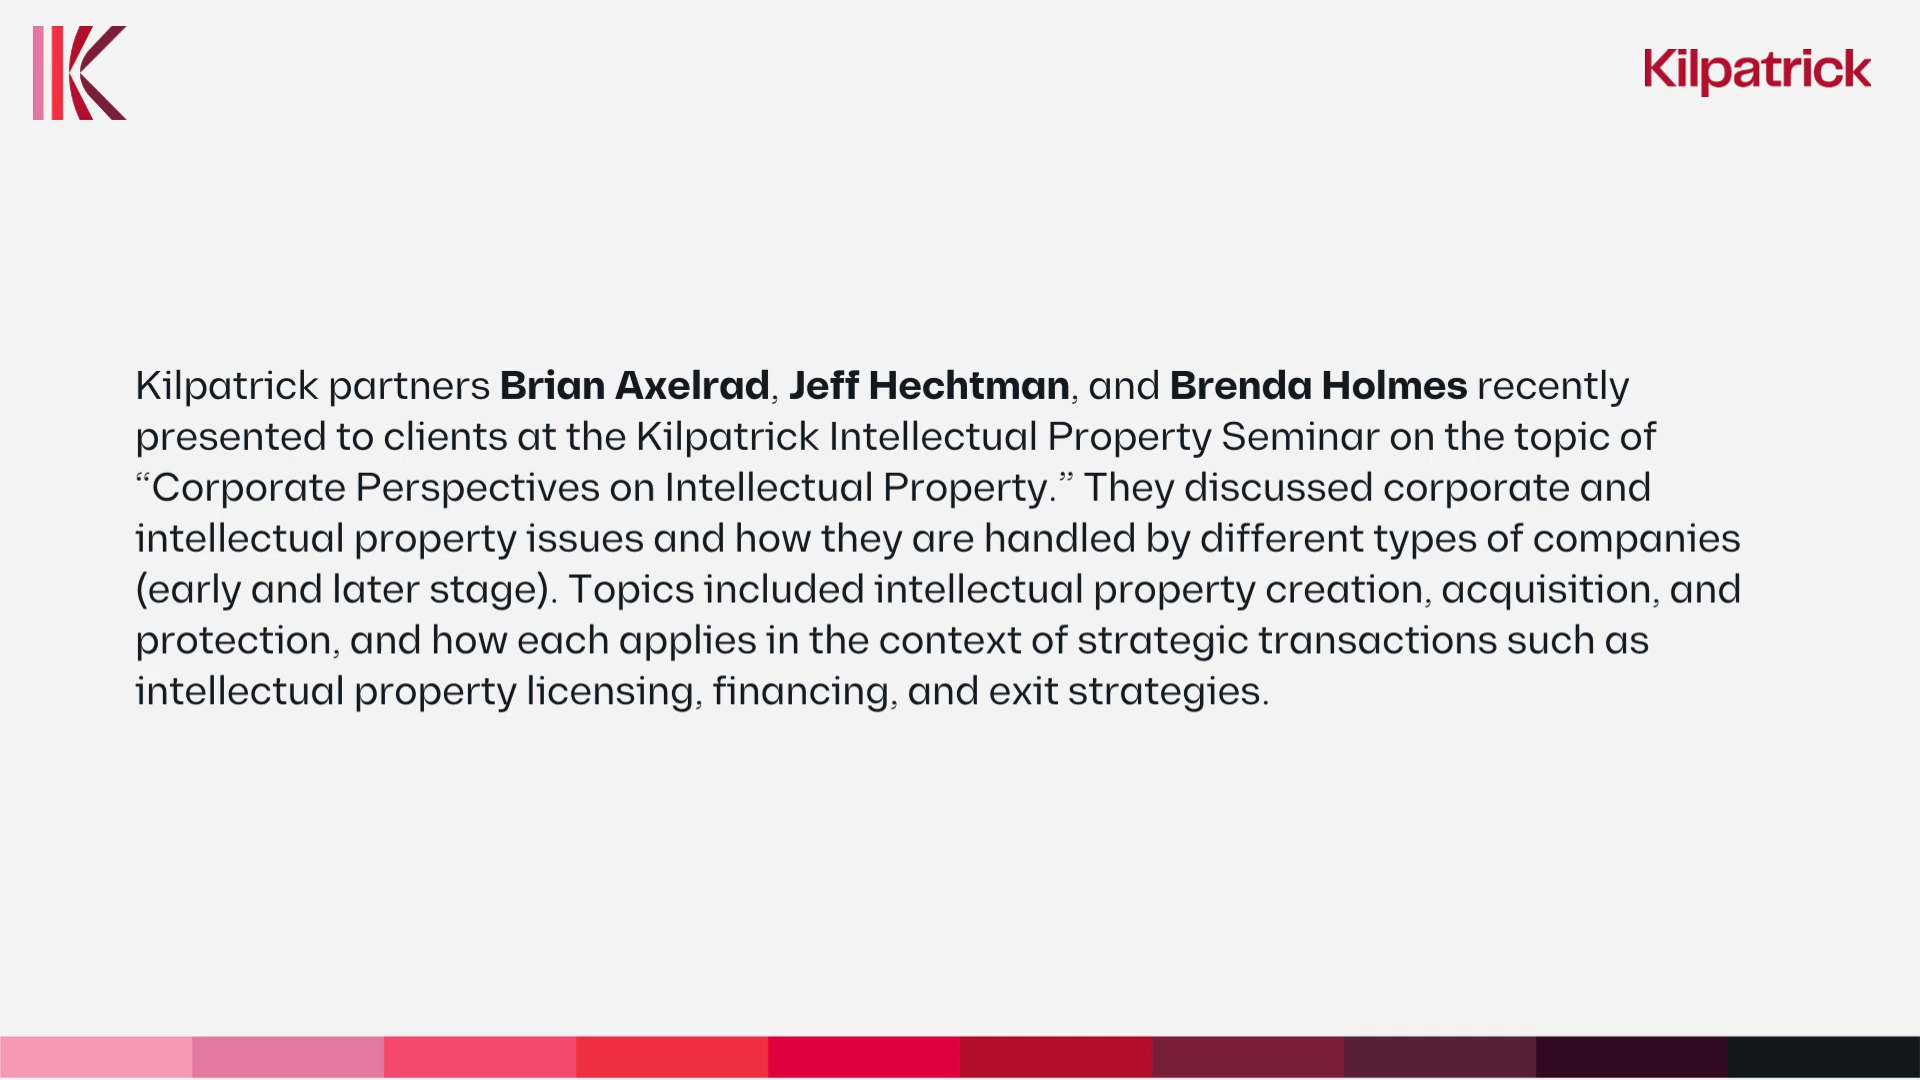 Kilpatrick
Kilpatrick partners Brian Axelrad, Jeff Hechtman, and Brenda Holmes recently
presented to clients at the Kilpatrick Intellectual Property Seminar on the topic of
“Corporate Perspectives on Intellectual Property.” They discussed corporate and
intellectual property issues and how they are handled by different types of companies
(early and later stage). Topics included intellectual property creation, acquisition, and
protection, and how each applies in the context of strategic transactions such as
intellectual property licensing, financing, and exit strategies.